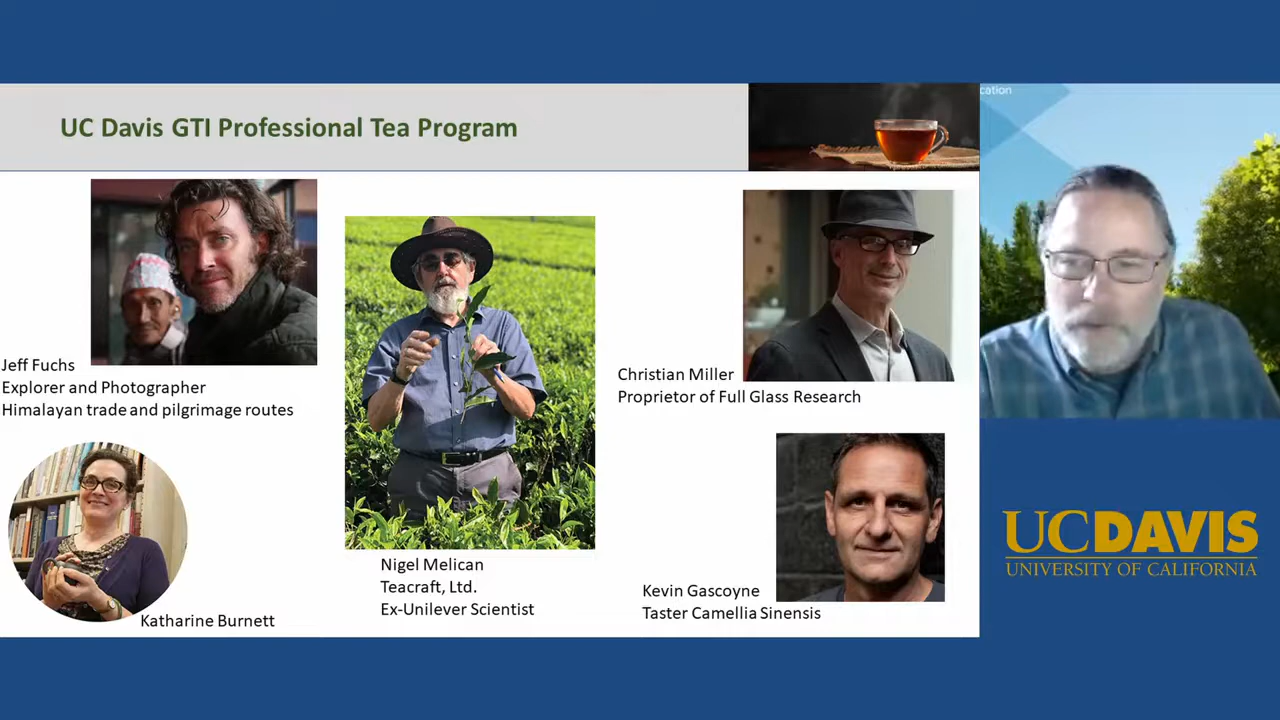 UC Davis GTI Professional Tea Program
cation
Jeff Fuchs
Explorer and Photographer
Himalayan trade and pilgrimage routes
Katharine Burnett
Nigel Melican
Teacraft, Ltd.
Ex-Unilever Scientist
Christian Miller
Proprietor of Full Glass Research
Kevin Gascoyne
Taster Camellia Sinensis
UCDAVIS
UNIVERSITY OF CALIFORNIA